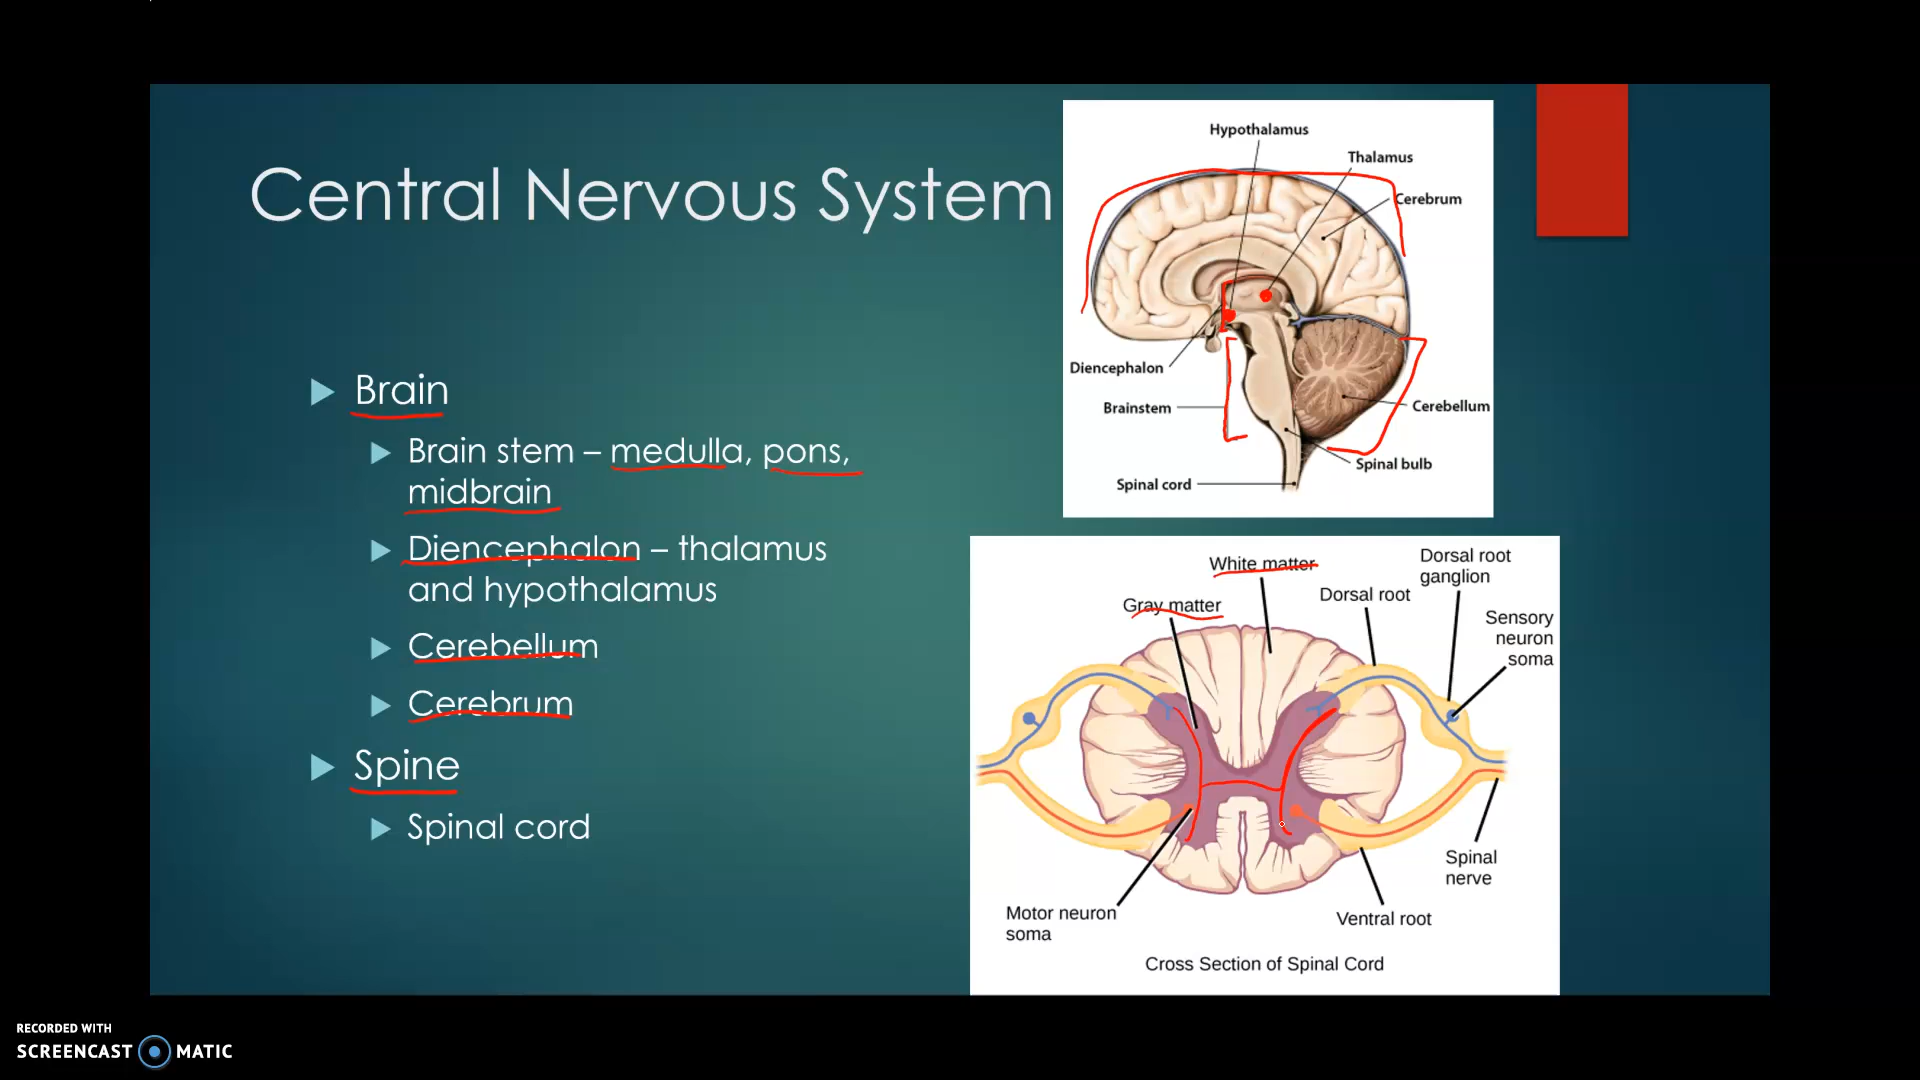 Central Nervous System
Brain
Brain stem – medulla, pons,
midbrain
Diencephalon – thalamus
and hypothalamus
Cerebellum
Cerebrum
Spine
Spinal cord
Hypothalamus
Thalamus
Cerebrum
Diencephalon
Brainstem
Cerebellum
Spinal bulb
Spinal cord
White matter
Gray matter
Dorsal root
Dorsal root
ganglion
Sensory
neuron
soma
Spinal
nerve
Motor neuron
soma
Ventral root
Cross Section of Spinal Cord
RECORDED WITH
SCREENCAST MATIC